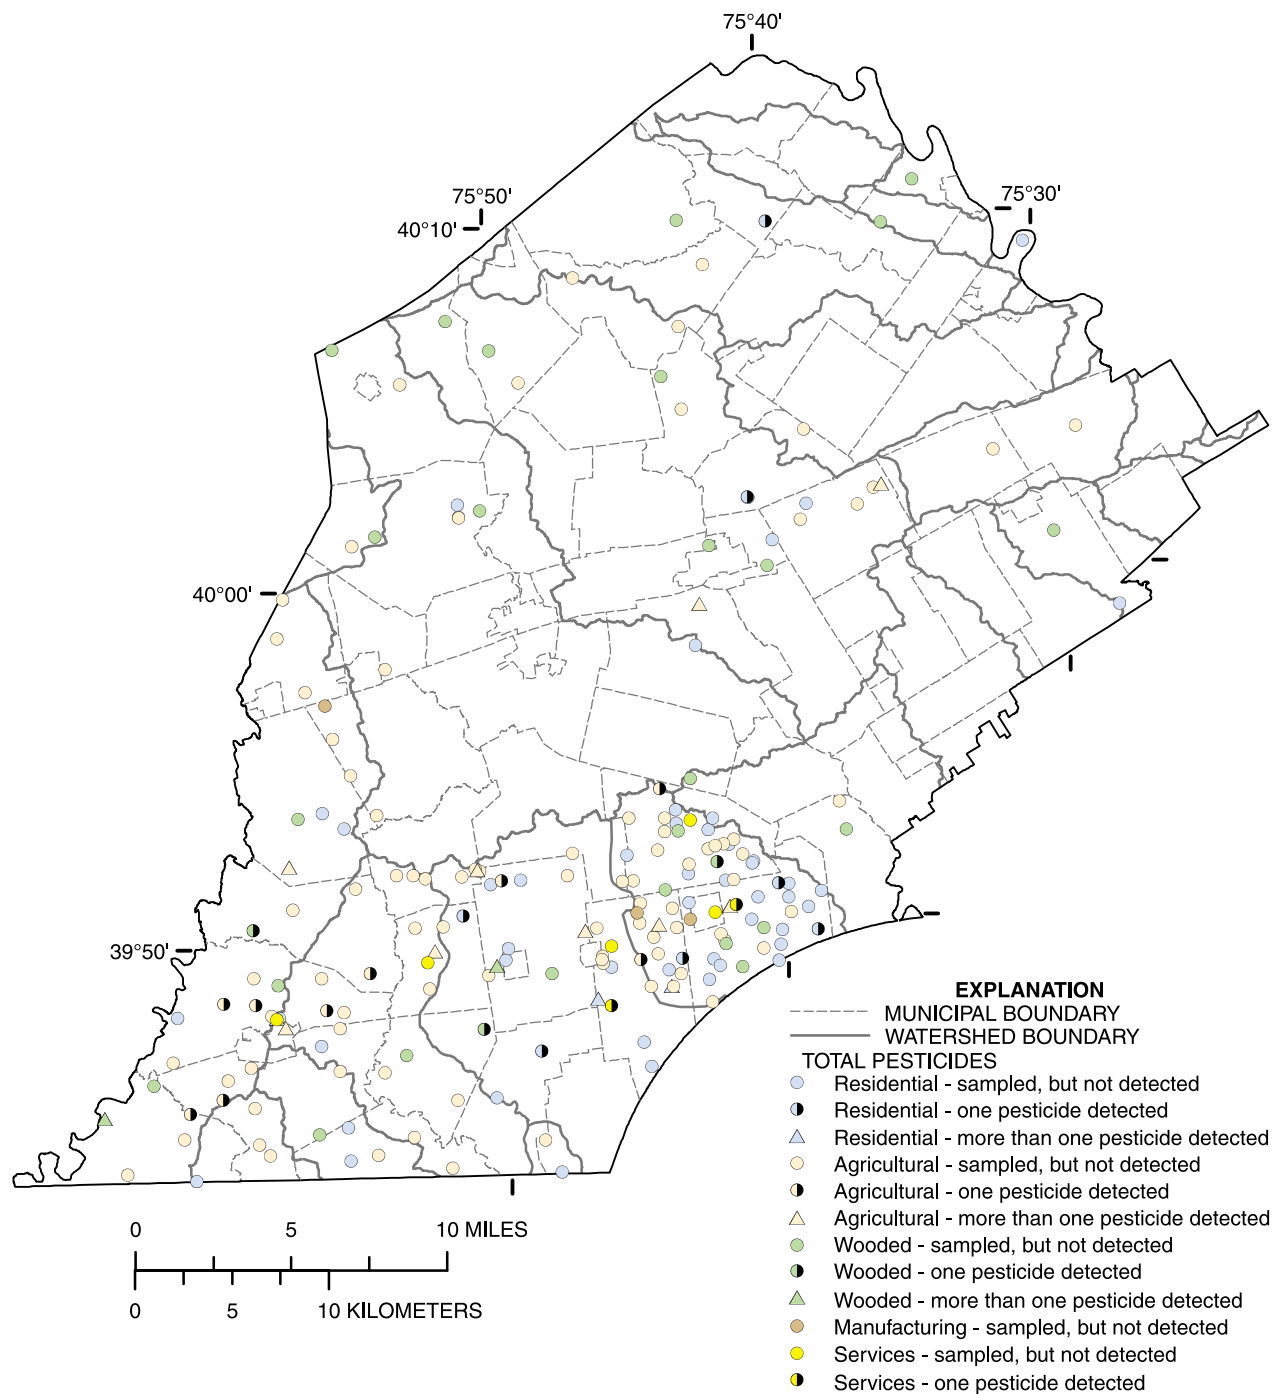 75°40'
75°50'
75°30'
40°10'
40°00'
39°50'
EXPLANATION
MUNICIPAL BOUNDARY
WATERSHED BOUNDARY
TOTAL PESTICIDES
Residential - sampled, but not detected
Residential - one pesticide detected
Residential - more than one pesticide detected
Agricultural - sampled, but not detected
Agricultural - one pesticide detected
Agricultural - more than one pesticide detected
Wooded - sampled, but not detected
Wooded - one pesticide detected
Wooded - more than one pesticide detected
Manufacturing - sampled, but not detected
Services - sampled, but not detected
Services - one pesticide detected
0 5 10 MILES
0 5 10 KILOMETERS